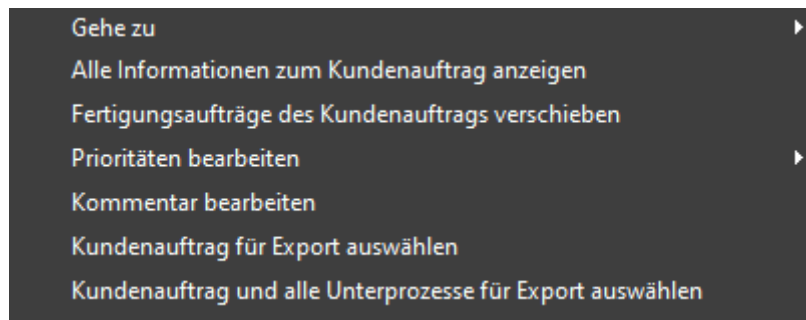 Gehe zu
Alle Informationen zum Kundenauftrag anzeigen
Fertigungsaufträge des Kundenauftrags verschieben
Prioritäten bearbeiten
Kommentar bearbeiten
Kundenauftrag für Export auswählen
Kundenauftrag und alle Unterprozesse für Export auswählen